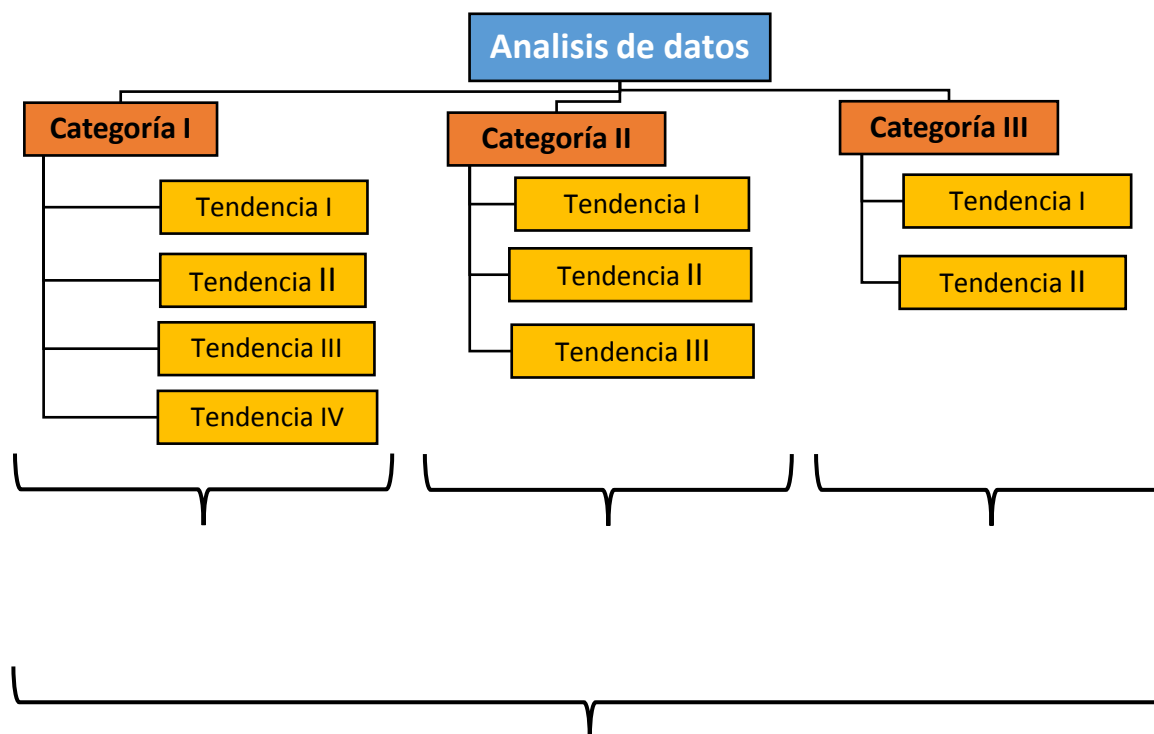 Analisis de datos
Categoría I
Tendencia I
Tendencia II
Tendencia III
Tendencia IV
Categoría II
Tendencia I
Tendencia II
Tendencia III
Categoría III
Tendencia I
Tendencia II